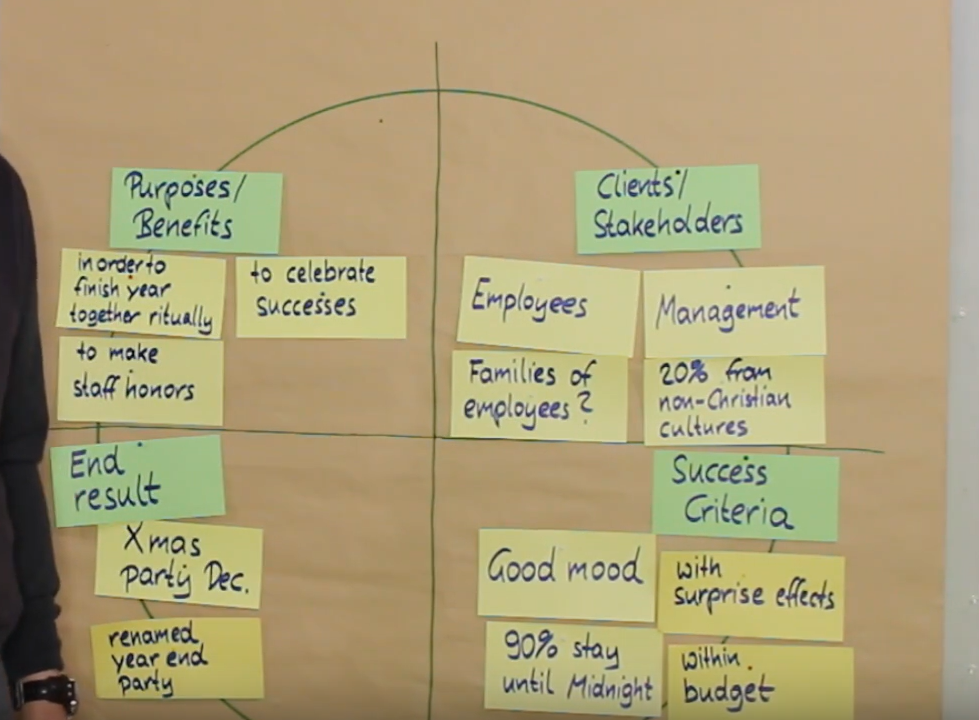 Purposes/
Benefits
in order to
finish year
together ritually
to celebrate
successes
to make
staff honors
Clients/
Stakeholders
Employees
Management
Families of
employees?
20% from
non-Christian
cultures
End
result
Xmas
party Dec.
renamed
year end
party
Success
Criteria
Good mood
with
surprise effects
90% stay
until Midnight
within
budget